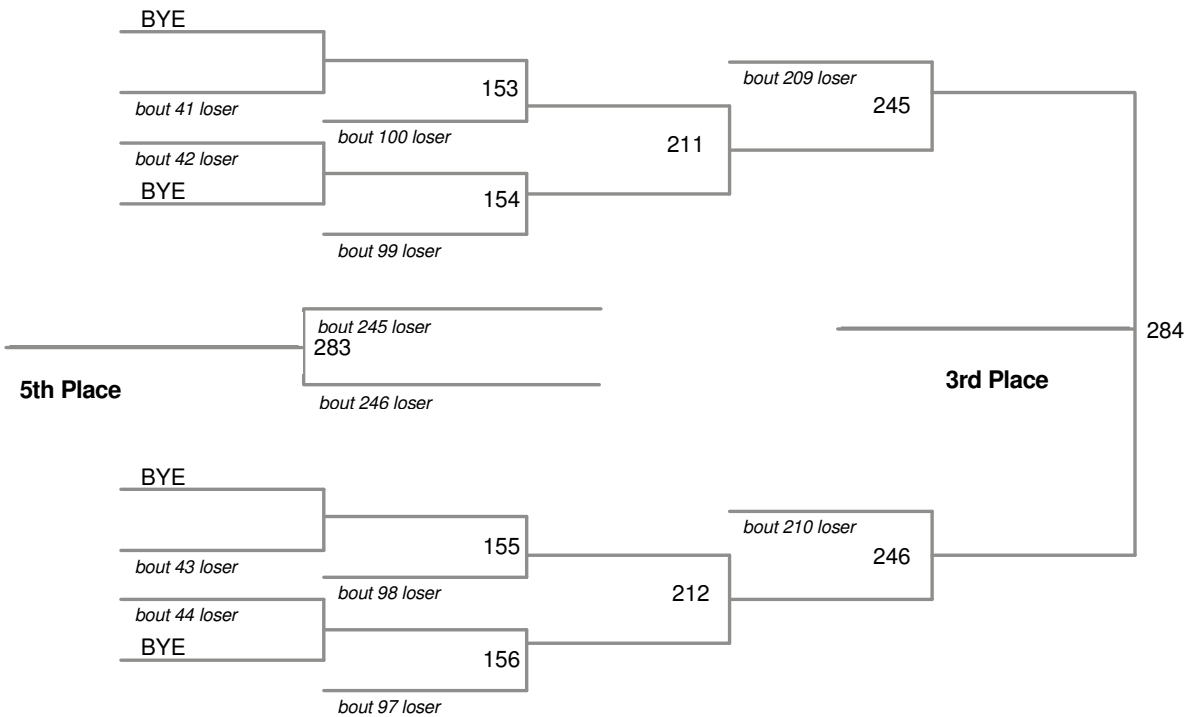 BYE
bout 41 loser
153
bout 100 loser
bout 42 loser
BYE
154
bout 99 loser
211
bout 209 loser
245
bout 245 loser
283
5th Place
bout 246 loser
284
3rd Place
BYE
bout 43 loser
155
bout 98 loser
bout 44 loser
BYE
156
bout 97 loser
212
bout 210 loser
246